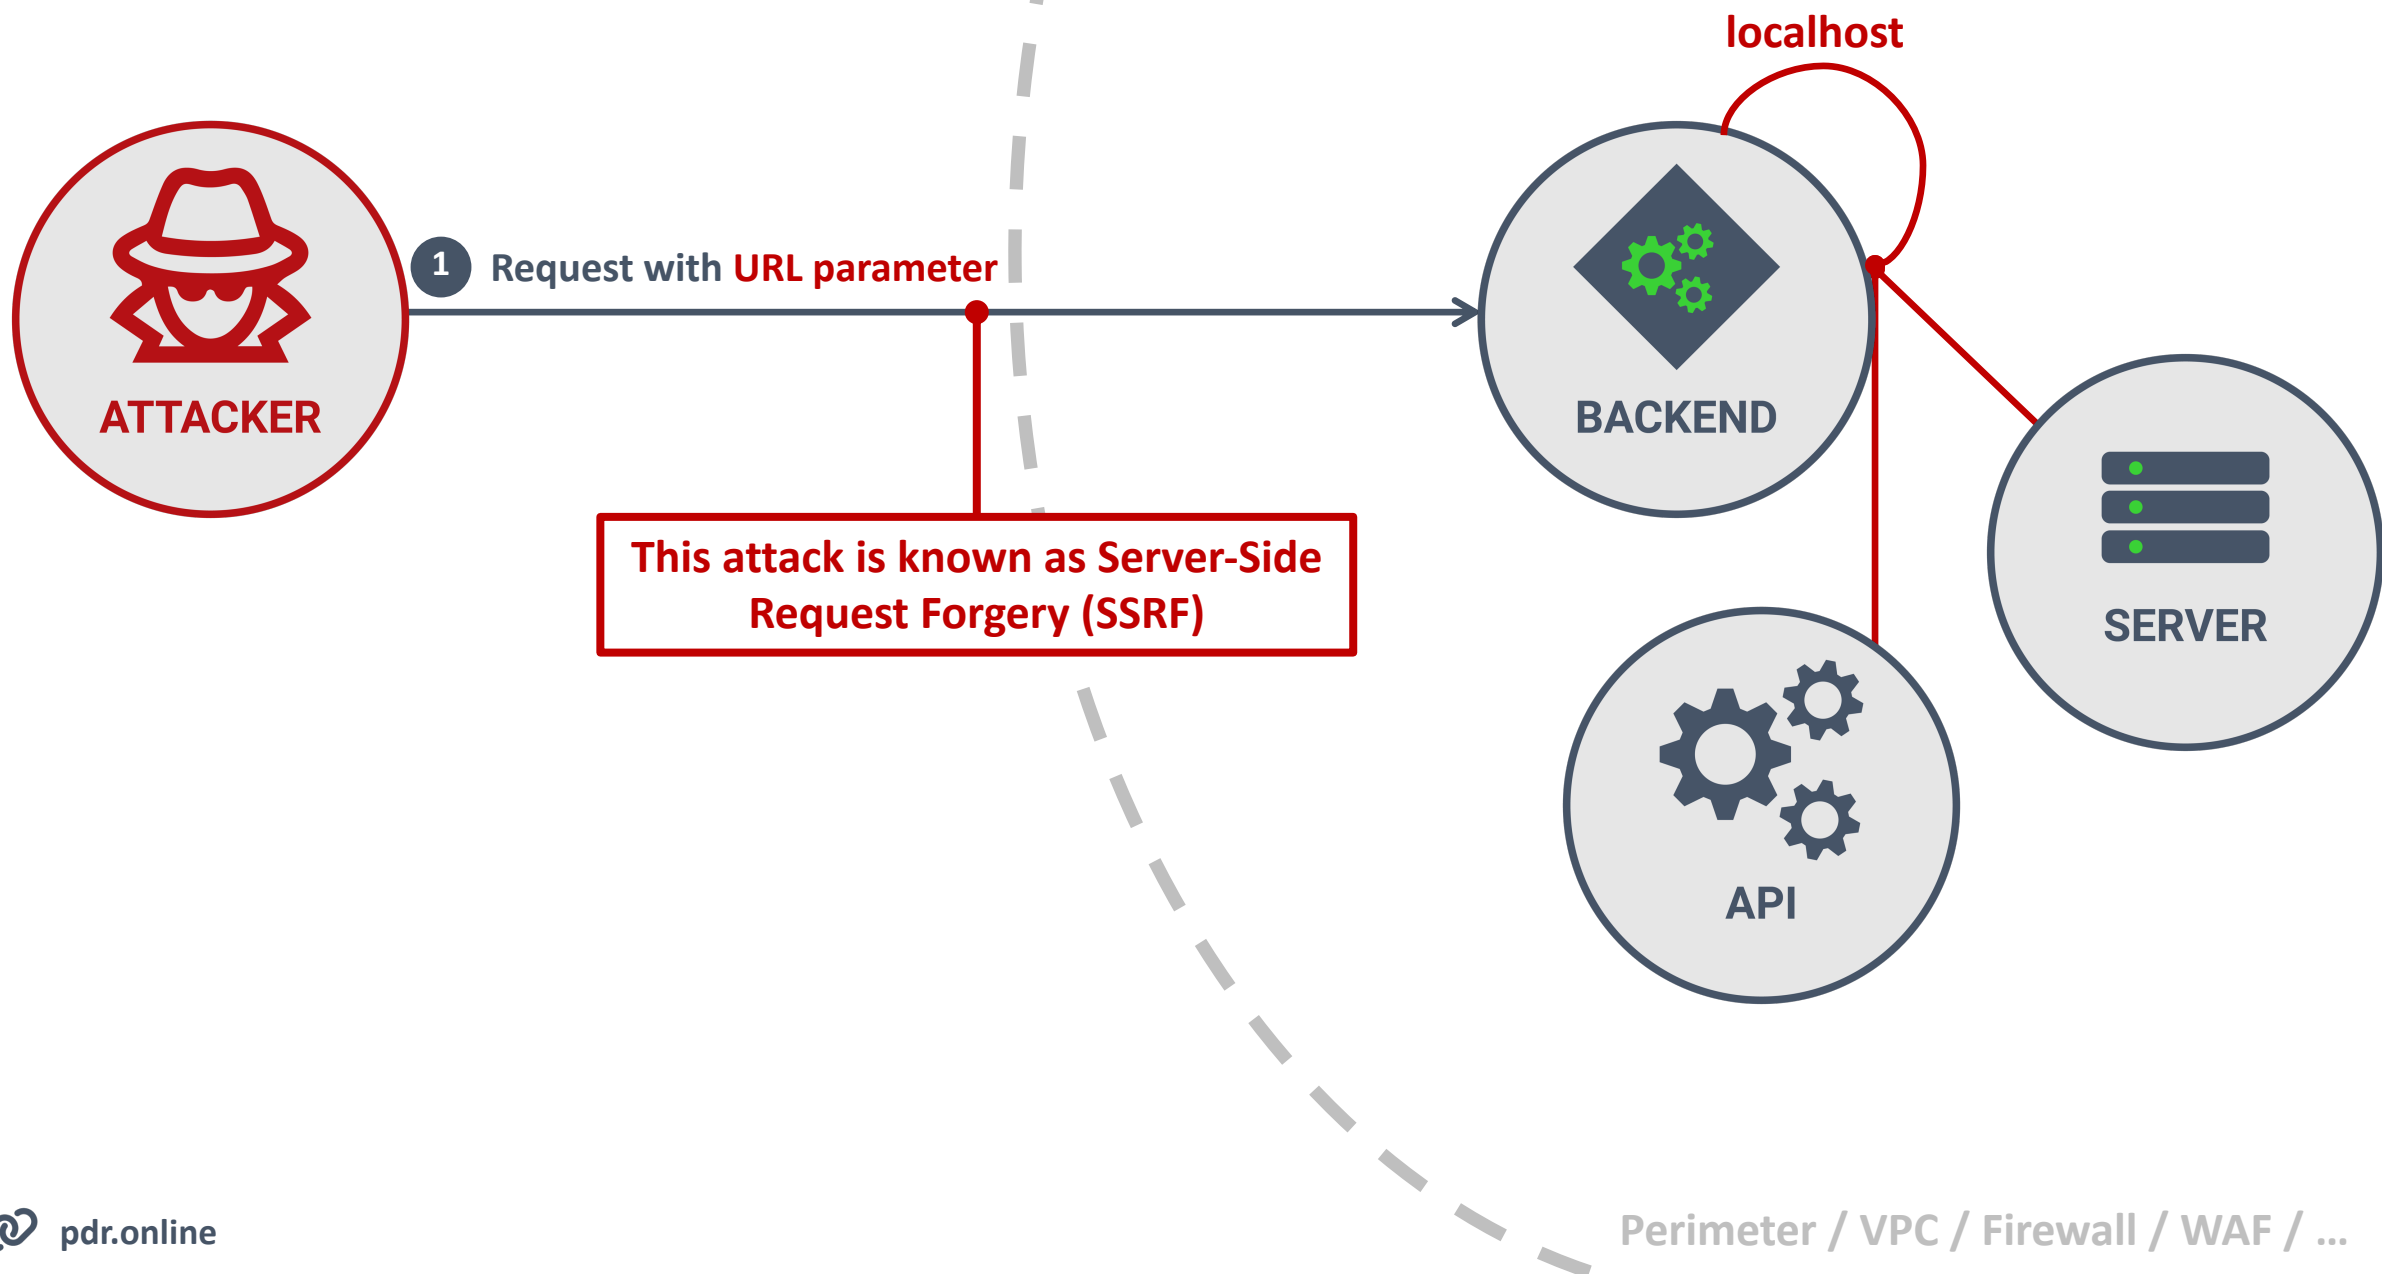 localhost
1 Request with URL parameter
ATTACKER
BACKEND
This attack is known as Server-Side
Request Forgery (SSRF)
SERVER
API
pdr.online
Perimeter / VPC / Firewall / WAF / ...